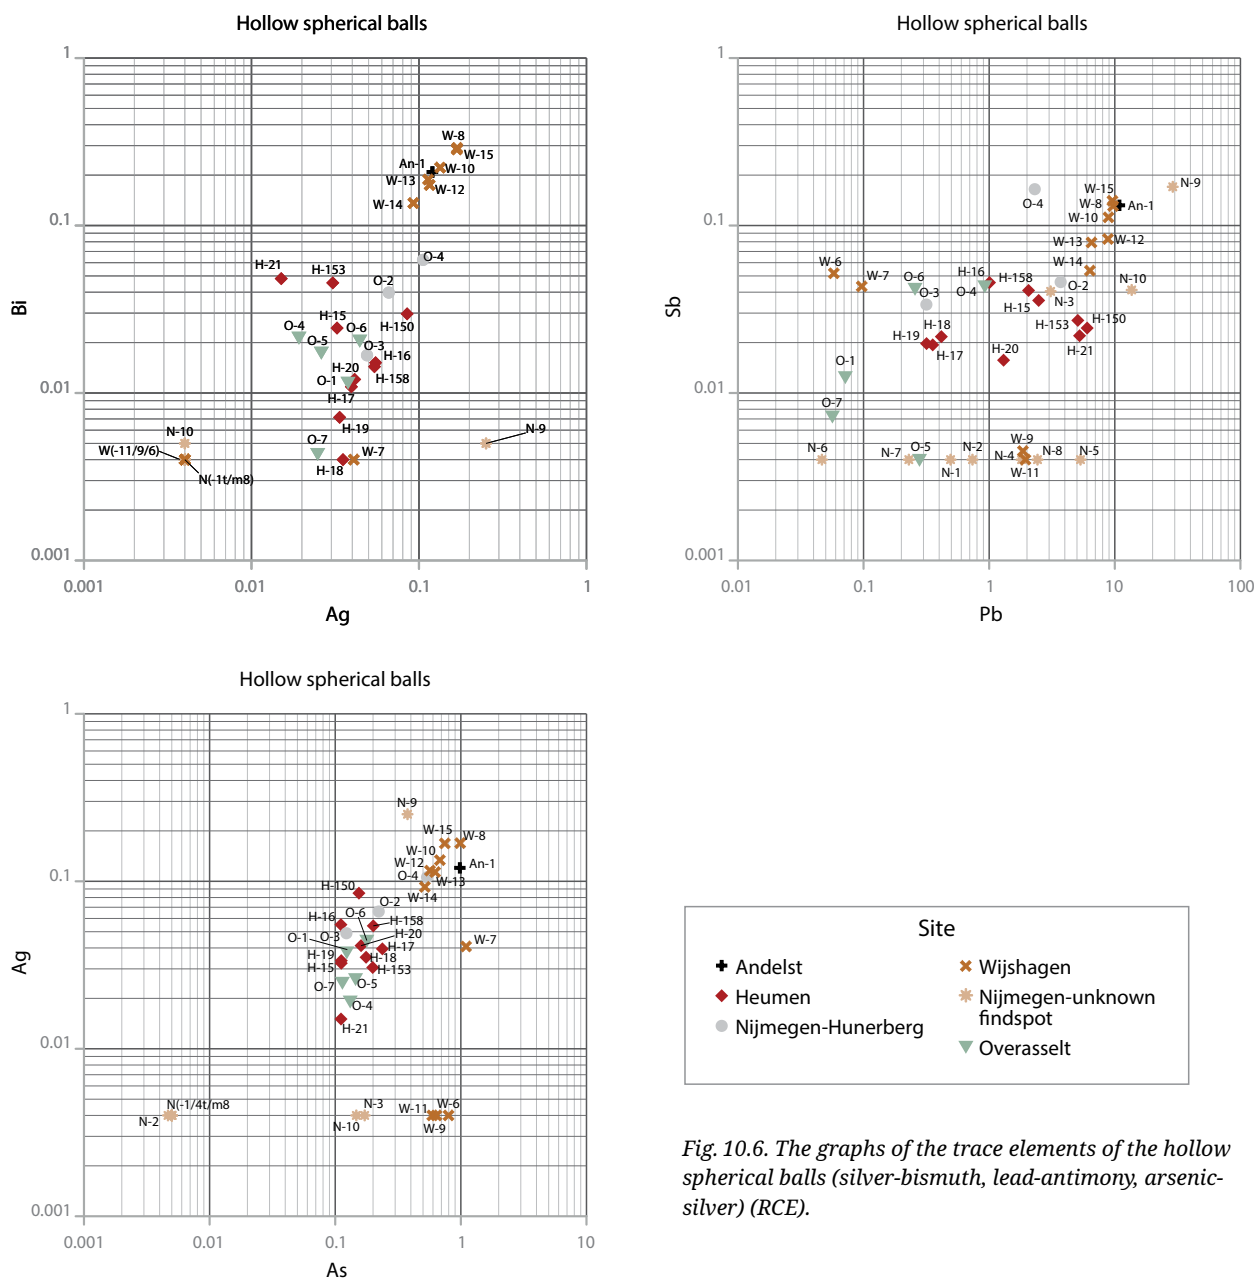 Hollow spherical balls
1
0.1
0.01
0.001
Bi
0.001
0.01
0.1
1
Ag
W-8
W-15
An-1
W-10
W-13
W-12
W-14
O-4
H-21
H-153
O-2
H-15
H-150
O-4
O-6
O-5
O-3
H-16
H-20
O-1
H-158
H-17
H-19
N-10
N-9
O-7
W(-11/9/6)
W-7
H-18
N(-1t/m8)
Hollow spherical balls
1
0.1
0.01
0.001
Sb
0.01
0.1
1
10
100
Pb
N-9
W-15
O-4
W-8
An-1
W-10
W-13
W-12
W-6
W-14
W-7
O-6
H-16
H-158
N-10
O-3
O-4
O-2
N-3
H-15
H-18
H-153
H-150
H-19
H-17
H-20
H-21
O-1
O-7
N-6
N-7
O-5
N-2
W-9
N-4
N-8
N-5
N-1
W-11
Hollow spherical balls
1
0.1
0.01
0.001
Ag
0.001
0.01
0.1
1
10
As
N-9
W-15
W-8
W-10
W-12
An-1
O-4
W-13
H-150
W-14
O-2
O-6
H-16
H-158
O-1
O-3
H-20
H-17
H-19
H-18
H-15
H-153
O-7
O-5
O-4
H-21
N(-1/4t/m8
N-2
N-3
N-10
W-11
W-6
W-9
Site
Andelst
Heumen
Nijmegen-Hunerberg
Wijshagen
Nijmegen-unknown
findspot
Overasselt
Fig. 10.6. The graphs of the trace elements of the hollow
spherical balls (silver-bismuth, lead-antimony, arsenic-
silver) (RCE).